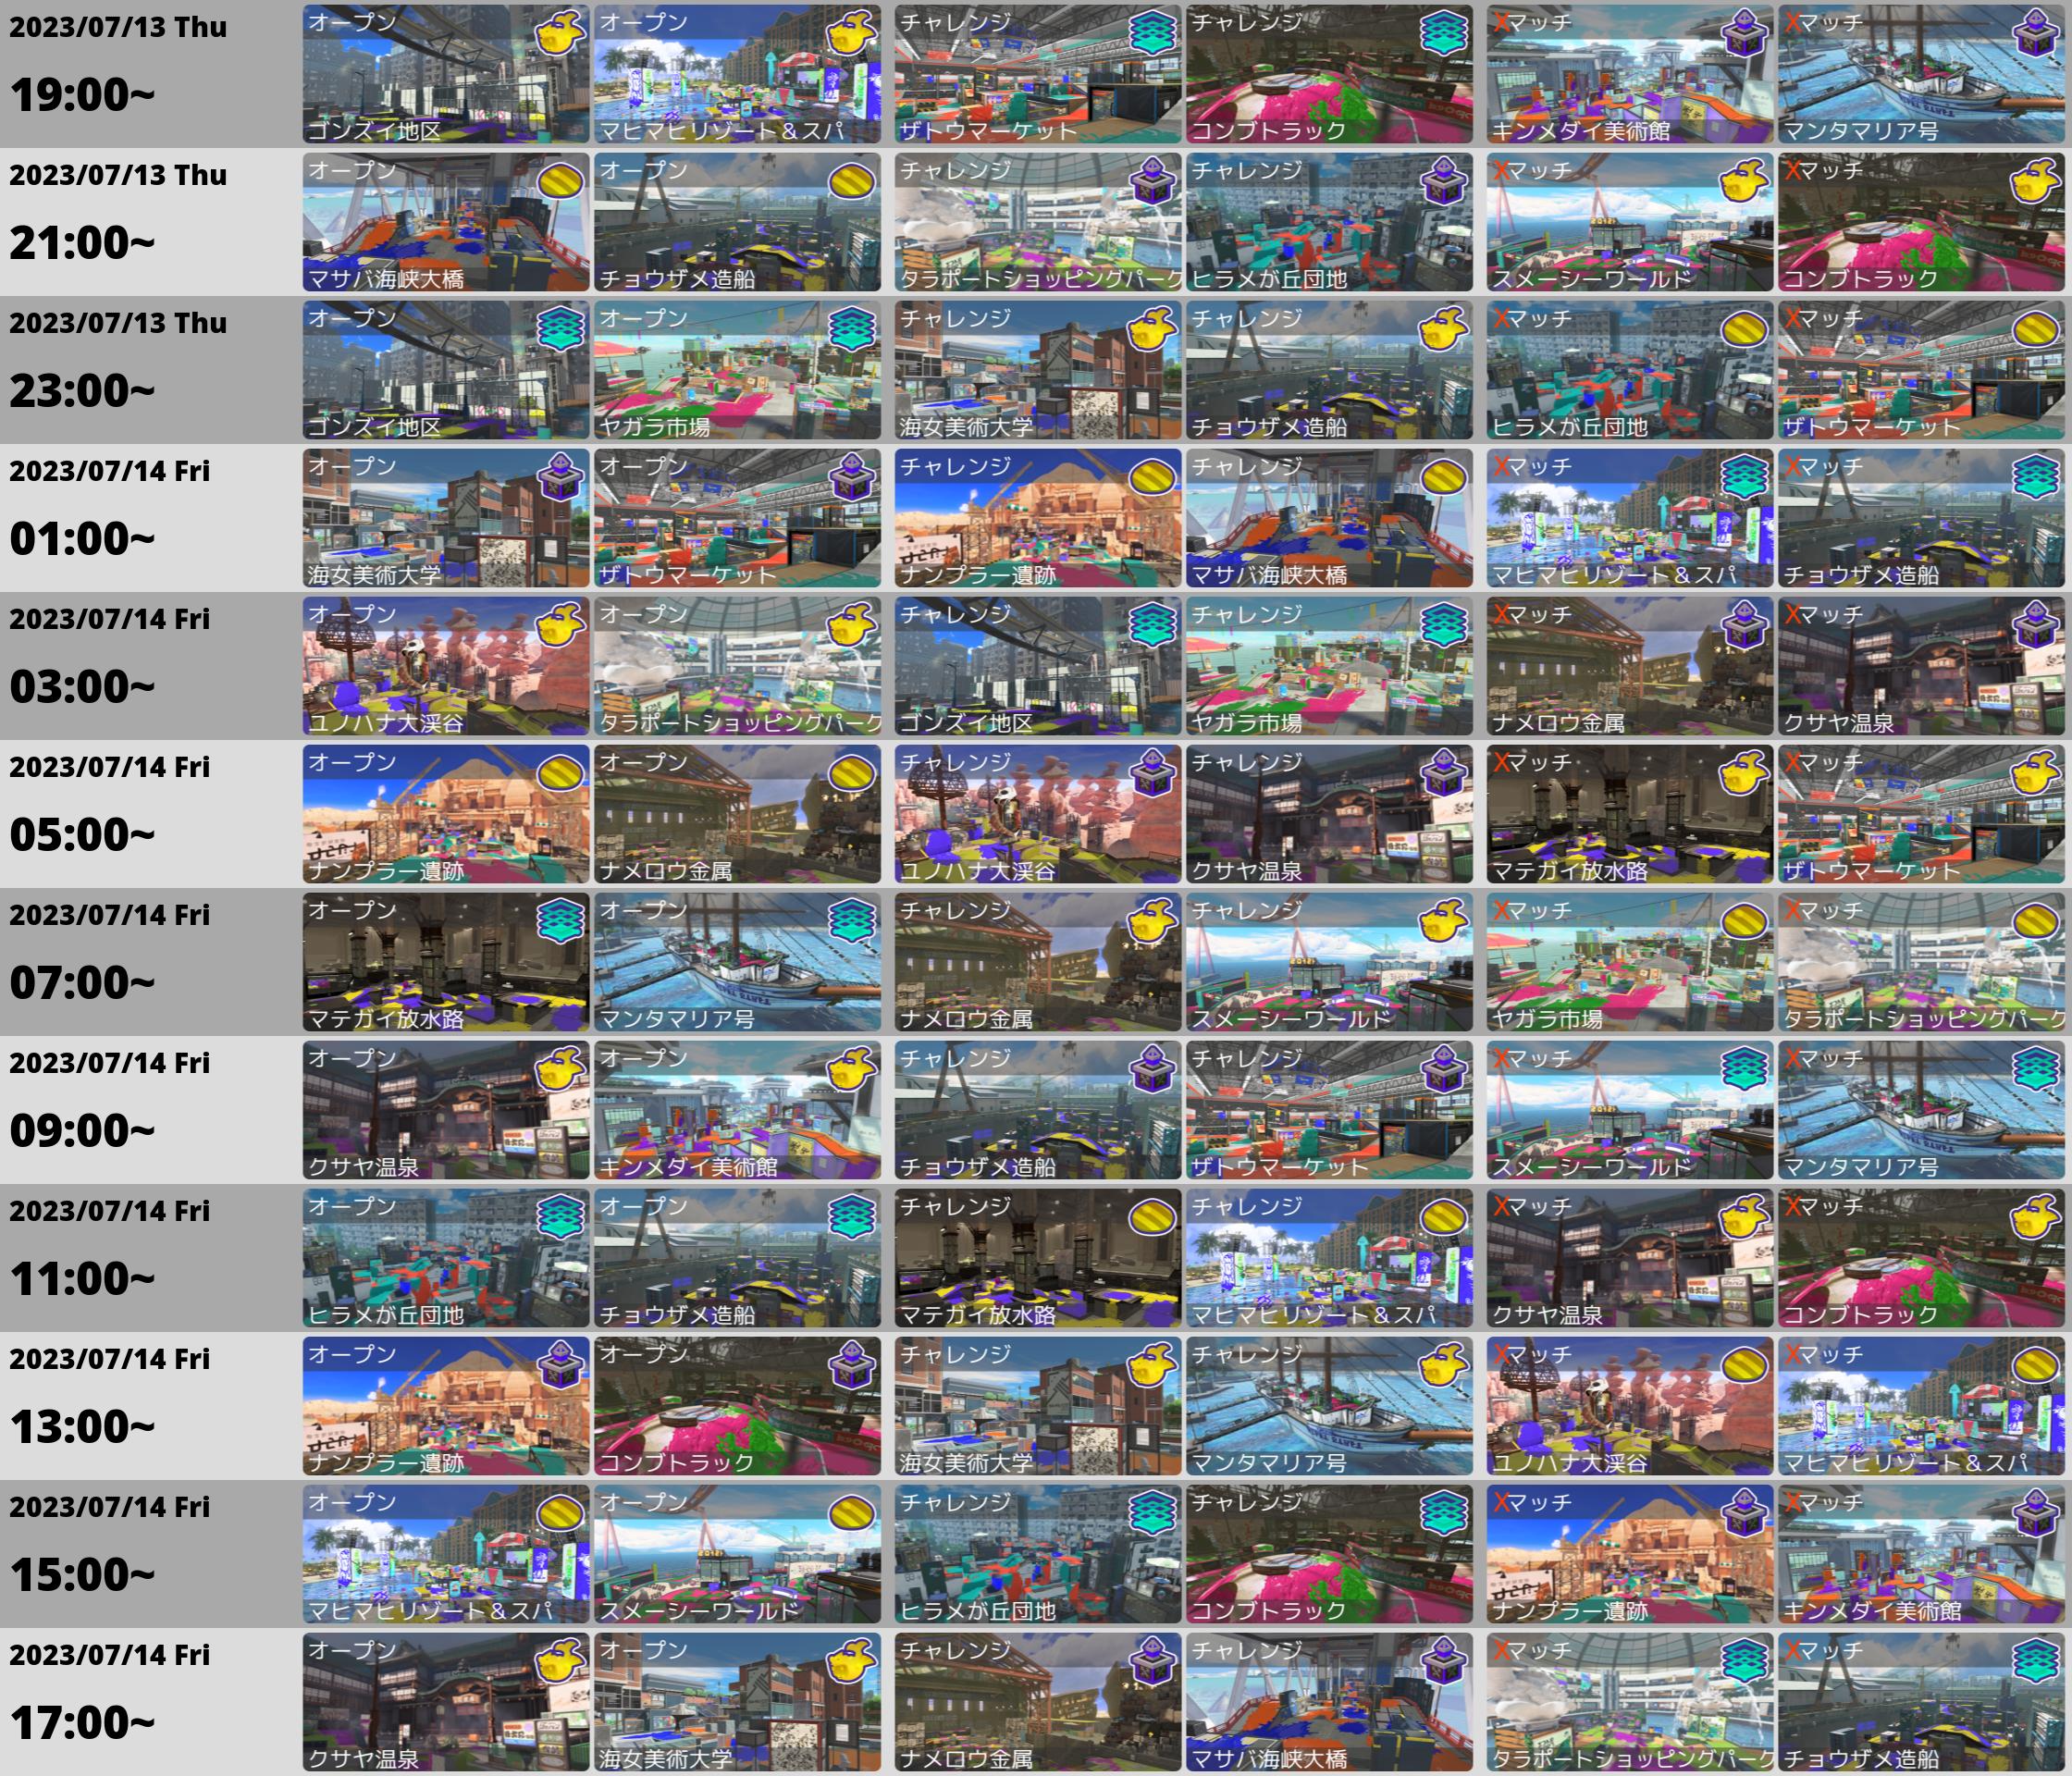 2023/07/13 Thu
19:00~
オープン オープン チャレンジ チャレンジ Xマッチ Xマッチ
ゴンズイ地区 マヒマヒリゾート&スパ ザトウマーケット コンブトラック キンメダイ美術館 マンタマリア号
2023/07/13 Thu
21:00~
オープン オープン チャレンジ チャレンジ Xマッチ Xマッチ
マサバ海峡大橋 チョウザメ造船 タラポートショッピングパーク ヒラメが丘団地 スメーシーワールド コンブトラック
2023/07/13 Thu
23:00~
オープン オープン チャレンジ チャレンジ Xマッチ Xマッチ
ゴンズイ地区 ヤガラ市場 海女美術大学 チョウザメ造船 ヒラメが丘団地 ザトウマーケット
2023/07/14 Fri
01:00~
オープン オープン チャレンジ チャレンジ Xマッチ Xマッチ
海女美術大学 ザトウマーケット ナンプラー遺跡 マサバ海峡大橋 マヒマヒリゾート&スパ チョウザメ造船
2023/07/14 Fri
03:00~
オープン オープン チャレンジ チャレンジ Xマッチ Xマッチ
ユノハナ大渓谷 タラポートショッピングパーク ゴンズイ地区 ヤガラ市場 ナメロウ金属 クサヤ温泉
2023/07/14 Fri
05:00~
オープン オープン チャレンジ チャレンジ Xマッチ Xマッチ
ナンプラー遺跡 ナメロウ金属 ユノハナ大渓谷 クサヤ温泉 マテガイ放水路 ザトウマーケット
2023/07/14 Fri
07:00~
オープン オープン チャレンジ チャレンジ Xマッチ Xマッチ
マテガイ放水路 マンタマリア号 ナメロウ金属 スメーシーワールド ヤガラ市場 タラポートショッピングパーク
2023/07/14 Fri
09:00~
オープン オープン チャレンジ チャレンジ Xマッチ Xマッチ
クサヤ温泉 キンメダイ美術館 チョウザメ造船 ザトウマーケット スメーシーワールド マンタマリア号
2023/07/14 Fri
11:00~
オープン オープン チャレンジ チャレンジ Xマッチ Xマッチ
ヒラメが丘団地 チョウザメ造船 マテガイ放水路 マヒマヒリゾート&スパ クサヤ温泉 コンブトラック
2023/07/14 Fri
13:00~
オープン オープン チャレンジ チャレンジ Xマッチ Xマッチ
ナンプラー遺跡 コンブトラック 海女美術大学 マンタマリア号 ユノハナ大渓谷 マヒマヒリゾート&スパ
2023/07/14 Fri
15:00~
オープン オープン チャレンジ チャレンジ Xマッチ Xマッチ
マヒマヒリゾート&スパ スメーシーワールド ヒラメが丘団地 コンブトラック ナンプラー遺跡 キンメダイ美術館
2023/07/14 Fri
17:00~
オープン オープン チャレンジ チャレンジ Xマッチ Xマッチ
クサヤ温泉 海女美術大学 ナメロウ金属 マサバ海峡大橋 タラポートショッピングパーク チョウザメ造船